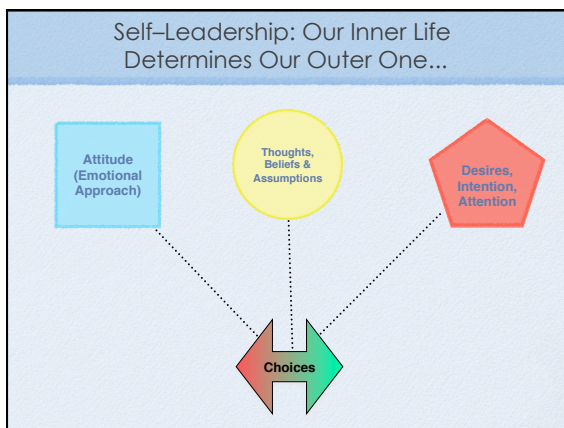 Self–Leadership: Our Inner Life
Determines Our Outer One...
Attitude
(Emotional
Approach)
Thoughts,
Beliefs &
Assumptions
Desires,
Intention,
Attention
Choices